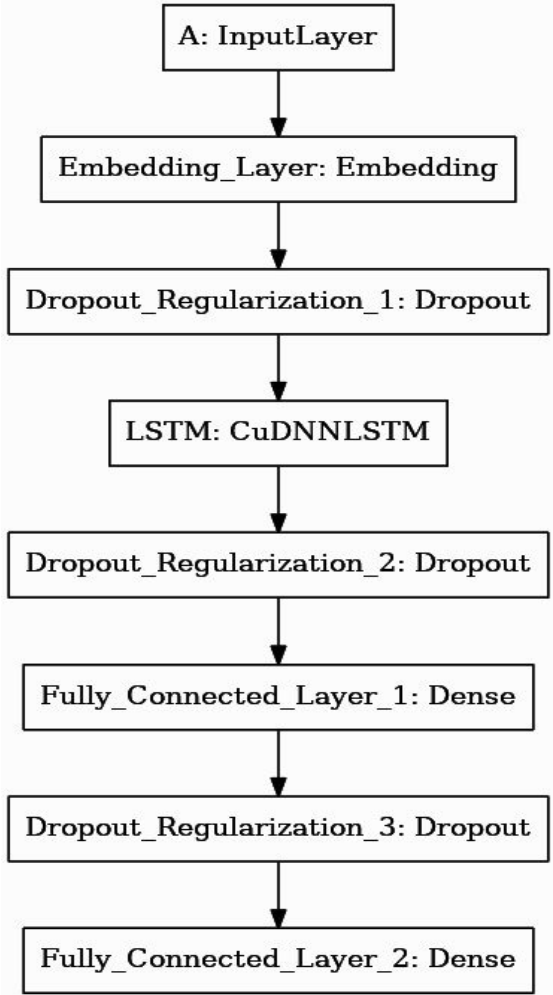 A: InputLayer
Embedding_Layer: Embedding
Dropout_Regularization_1: Dropout
LSTM: CuDNNLSTM
Dropout_Regularization_2: Dropout
Fully_Connected_Layer_1: Dense
Dropout_Regularization_3: Dropout
Fully_Connected_Layer_2: Dense